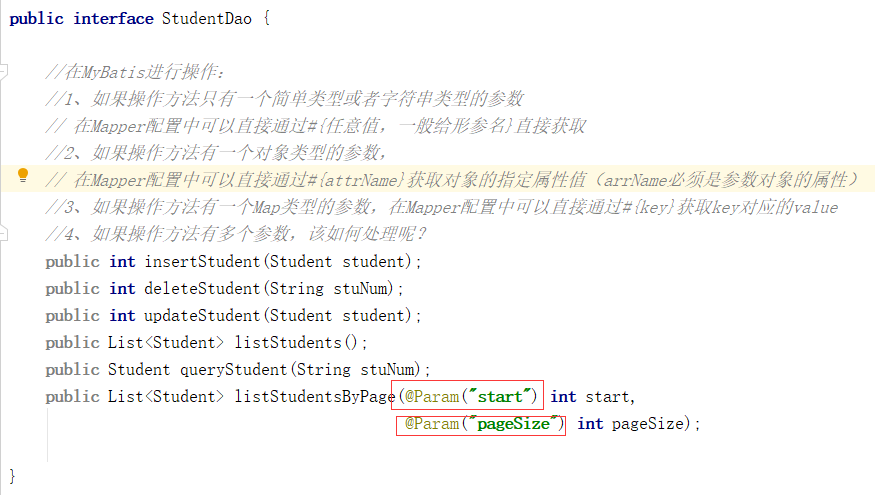 public interface StudentDao {
//在MyBatis进行操作：
//1、如果操作方法只有一个简单类型或者字符串类型的参数
// 在Mapper配置中可以直接通过#{任意值，一般给形参名}直接获取
//2、如果操作方法有一个对象类型的参数，
// 在Mapper配置中可以直接通过#{attrName}获取对象的指定属性值（arrName必须是参数对象的属性）
//3、如果操作方法有一个Map类型的参数，在Mapper配置中可以直接通过#{key}获取key对应的value
//4、如果操作方法有多个参数，该如何处理呢？
public int insertStudent(Student student);
public int deleteStudent(String stuNum);
public int updateStudent(Student student);
public List<Student> listStudents();
public Student queryStudent(String stuNum);
public List<Student> listStudentsByPage(@Param("start") int start,
@Param("pageSize") int pageSize);
}